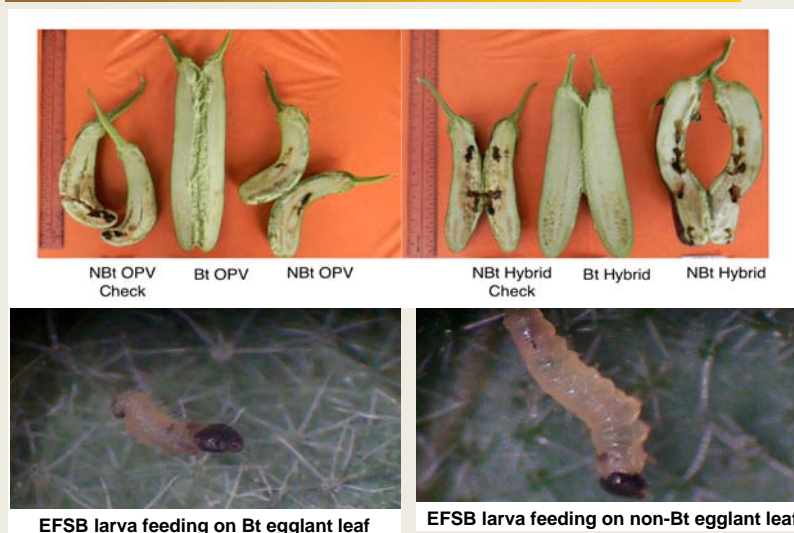 NBt OPV Check
Bt OPV
NBt OPV
NBt Hybrid Check
Bt Hybrid
NBt Hybrid
EFSB larva feeding on Bt egglant leaf
EFSB larva feeding on non-Bt egglant leaf